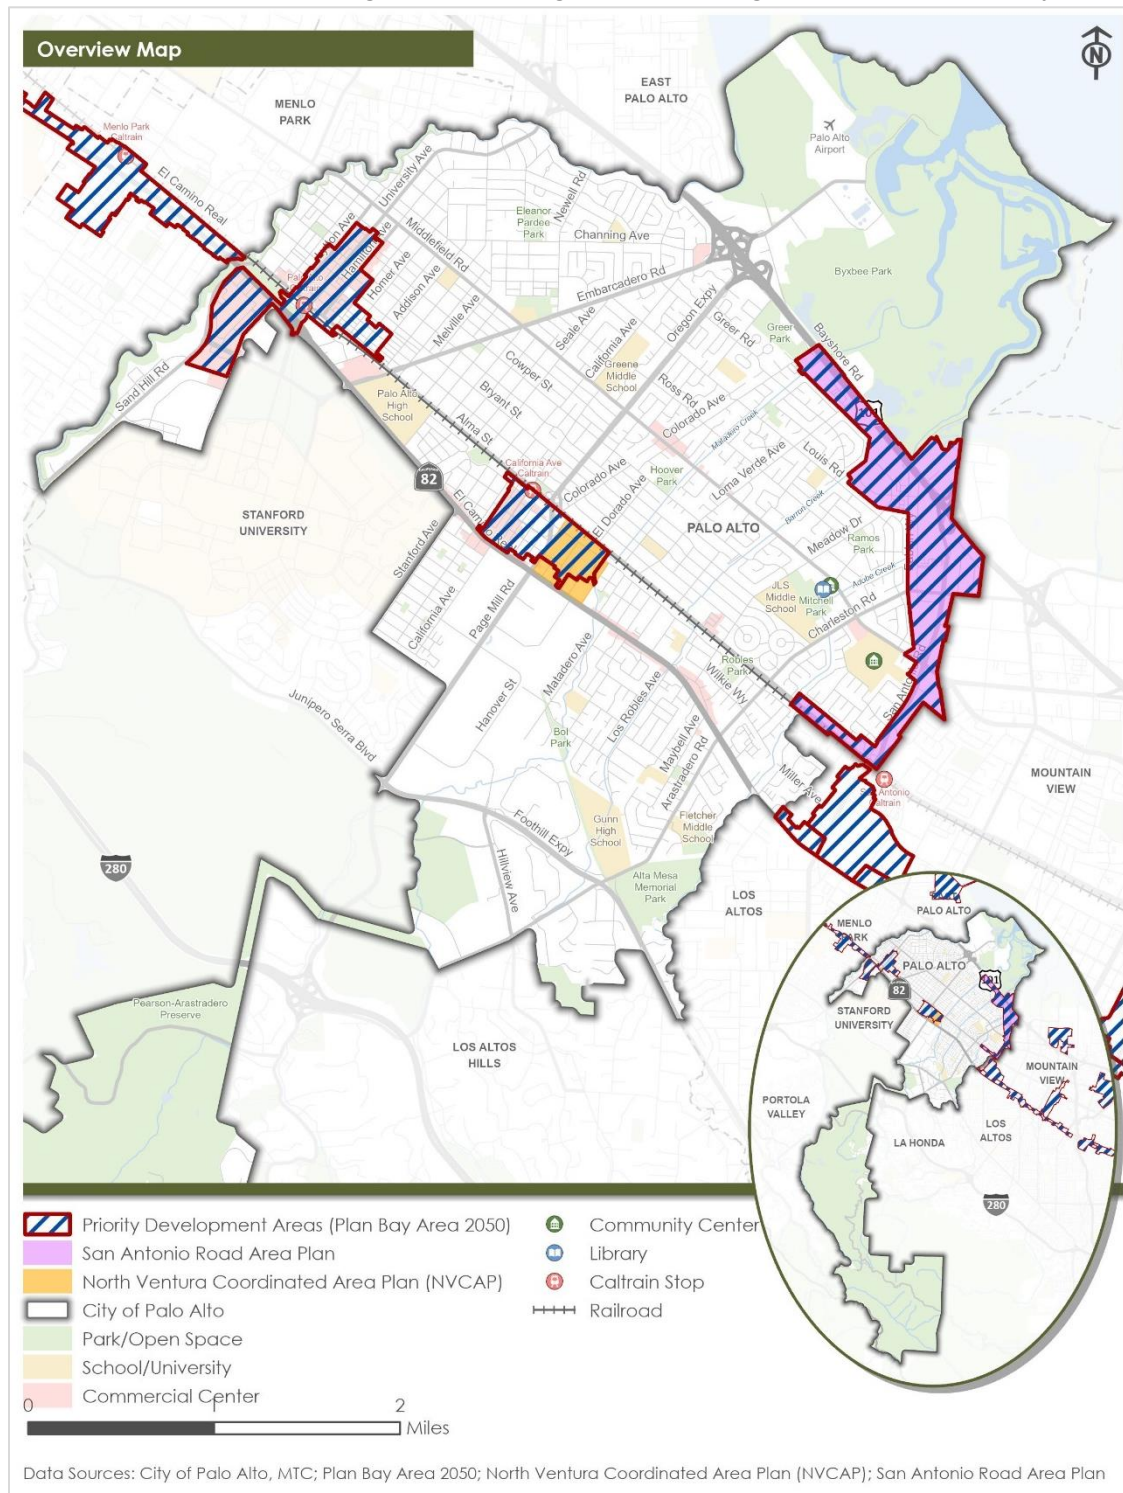 Overview Map
N
MENLO
PARK
EAST
PALO ALTO
Palo Alto
Airport
Menlo Park
Caltrain
El Camino Real
University Ave
Hamilton Ave
Homer Ave
Addison Ave
Melville Ave
Middlefield Rd
Eleanor
Pardee
Park
Newell Rd
Channing Ave
Embarcadero Rd
Byxbee Park
Seale Ave
California Ave
Oregon Expy
Greer Rd
Greer
Park
Bayshore Rd
101
Sand Hill Rd
Palo Alto
High
School
Cowper St
Bryant St
Alma St
Greene
Middle
School
Ross Rd
Colorado Ave
Matadero Creek
Louis Rd
Loma Verde Ave
Barron Creek
California Ave
Caltrain
Colorado Ave
Hoover
Park
El Dorado Ave
82
El Camino Real
STANFORD
UNIVERSITY
Stanford Ave
PALO ALTO
Meadow Dr
Ramos
Park
Adobe Creek
JLS
Middle
School
Mitchell
Park
Charleston Rd
California Ave
Page Mill Rd
Matadero Ave
Hanover St
Robles
Park
Wilkie Wy
San Antonio Rd
Junipero Serra Blvd
Bol
Park
Los Robles Ave
Maybell Ave
Arastradero Rd
Miller Ave
San Antonio
Caltrain
MOUNTAIN
VIEW
Foothill Expy
Hillview Ave
Gunn
High
School
Fletcher
Middle
School
Alta Mesa
Memorial
Park
LOS
ALTOS
280
Pearson-Arastradero
Preserve
LOS ALTOS
HILLS
PALO ALTO
MENLO
PARK
PALO ALTO
101
82
STANFORD
UNIVERSITY
MOUNTAIN
VIEW
PORTOLA
VALLEY
LOS
ALTOS
LA HONDA
280
Priority Development Areas (Plan Bay Area 2050)
San Antonio Road Area Plan
North Ventura Coordinated Area Plan (NVCAP)
City of Palo Alto
Park/Open Space
School/University
Commercial Center
Community Center
Library
Caltrain Stop
Railroad
0 1 2
Miles
Data Sources: City of Palo Alto, MTC; Plan Bay Area 2050; North Ventura Coordinated Area Plan (NVCAP); San Antonio Road Area Plan